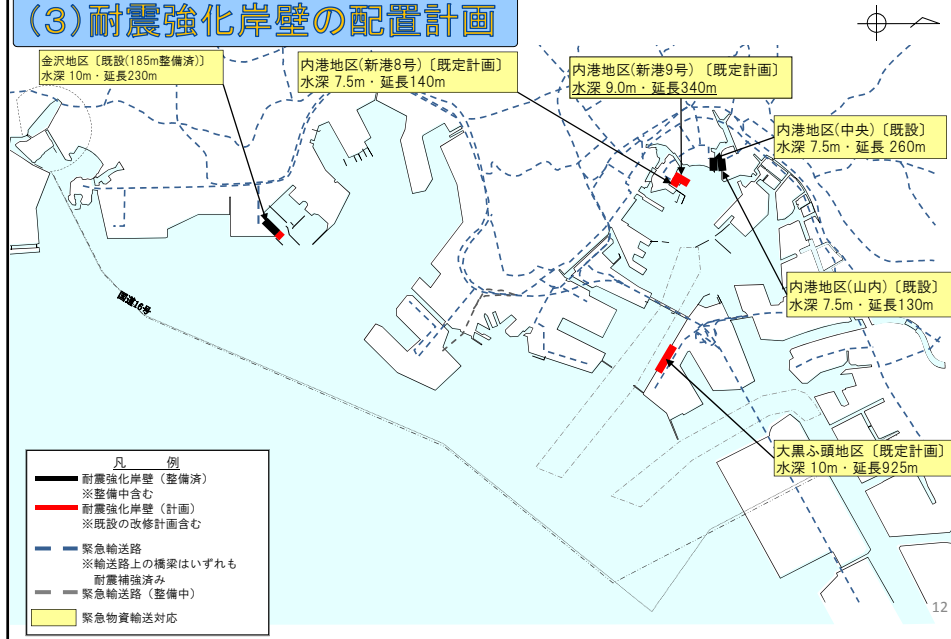 (3)耐震強化岸壁の配置計画
金沢地区〔既設(185m整備済)〕
水深 10m・延長230m
内港地区(新港8号)〔既定計画〕
水深 7.5m・延長140m
内港地区(新港9号)〔既定計画〕
水深 9.0m・延長340m
内港地区(中央)〔既設〕
水深 7.5m・延長 260m
内港地区(山内)〔既設〕
水深 7.5m・延長130m
国道16号
大黒ふ頭地区〔既定計画〕
水深 10m・延長925m
凡 例
耐震強化岸壁（整備済）
※整備中含む
耐震強化岸壁（計画）
※既設の改修計画含む
緊急輸送路
※輸送路上の橋梁はいずれも
耐震補強済み
緊急輸送路（整備中）
緊急物資輸送対応
12